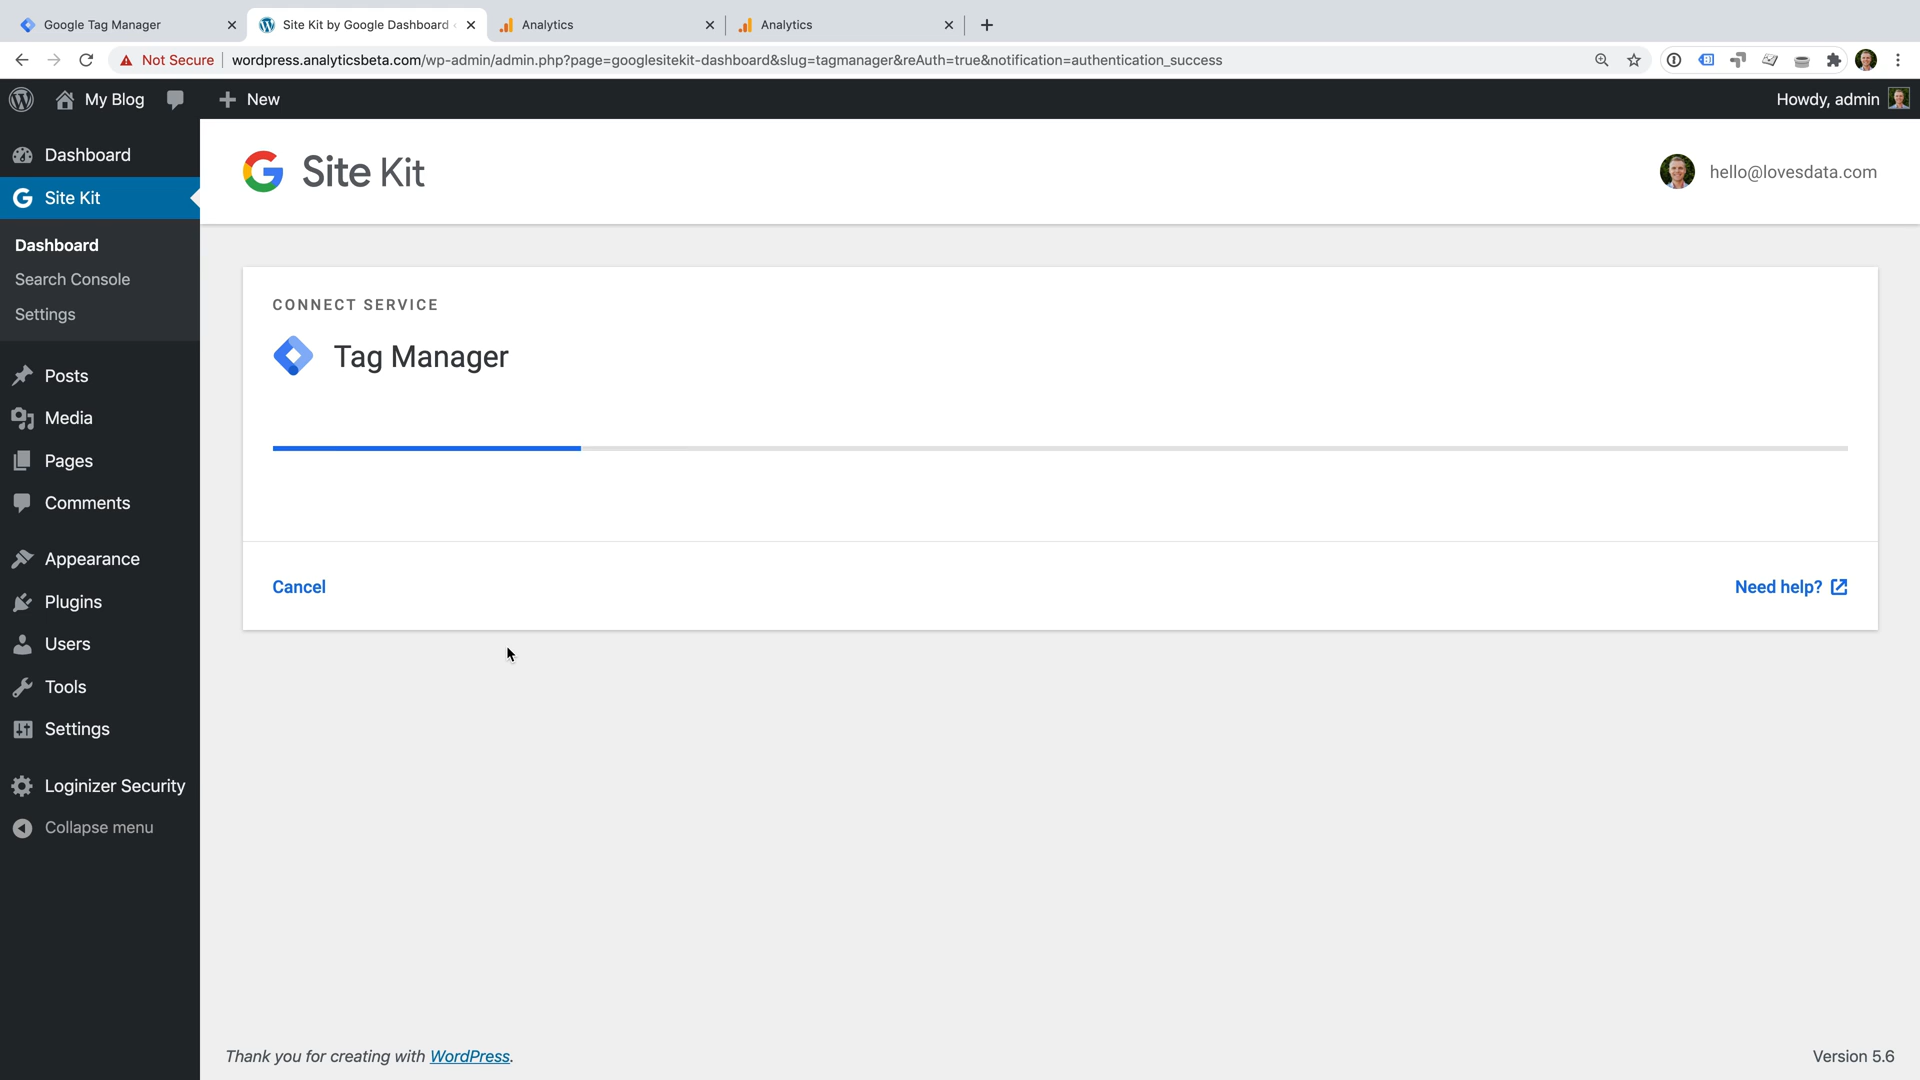 Google Tag Manager
Site Kit by Google Dashboard
Analytics
Analytics
Not Secure
wordpress.analyticsbeta.com/wp-admin/admin.php?page=googlesitekit-dashboard&slug=tagmanager&reAuth=true&notification=authentication_success
My Blog
New
Howdy, admin
Dashboard
Site Kit
Dashboard
Search Console
Settings
Posts
Media
Pages
Comments
Appearance
Plugins
Users
Tools
Settings
Loginizer Security
Collapse menu
Site Kit
hello@lovesdata.com
CONNECT SERVICE
Tag Manager
Cancel
Need help?
Thank you for creating with WordPress.
Version 5.6